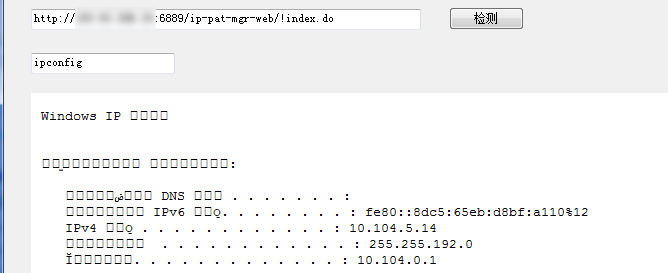 http:// :6889/ip-pat-mgr-web/!index.do 检测
ipconfig
Windows IP
:
DNS . . . . . . . :
IPv6 . . . . . . . . : fe80::8dc5:65eb:d8bf:a110%12
IPv4 . . . . . . . . . . . . : 10.104.5.14
. . . . . . . . . . . . : 255.255.192.0
. . . . . . . . . . . . . : 10.104.0.1